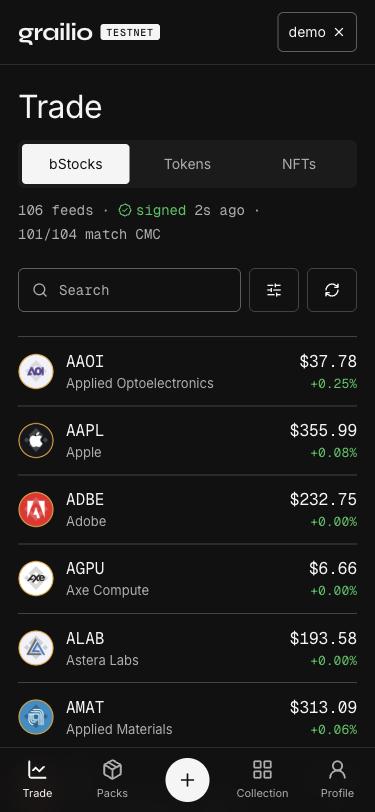 grailio TESTNET demo ×
Trade
bStocks Tokens NFTs
106 feeds · signed 2s ago ·
101/104 match CMC
Search
AAOI $37.78
Applied Optoelectronics +0.25%
AAPL $355.99
Apple +0.08%
ADBE $232.75
Adobe +0.00%
AGPU $6.66
Axe Compute +0.00%
ALAB $193.58
Astera Labs +0.00%
AMAT $313.09
Applied Materials +0.06%
Trade Packs + Collection Profile